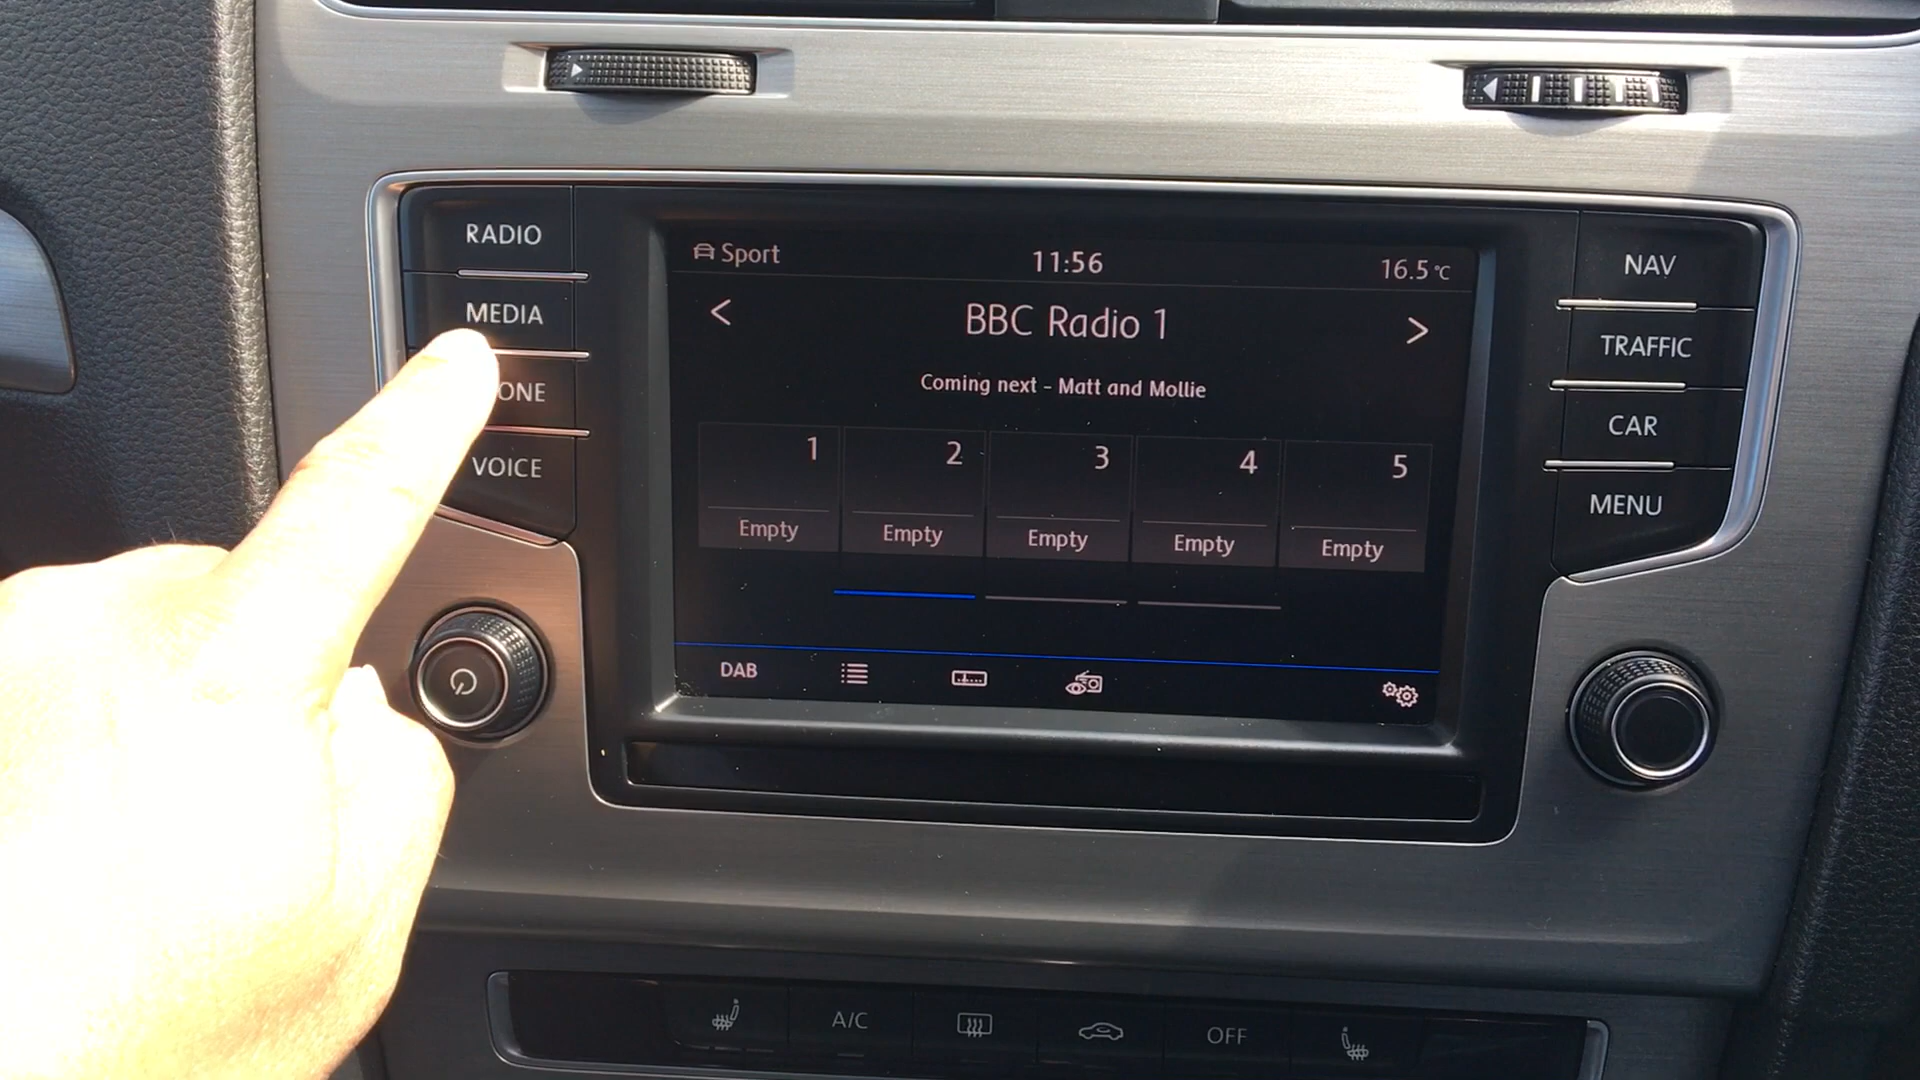 RADIO
MEDIA
ONE
VOICE
Sport
11:56
16.5°C
<
BBC Radio 1
>
Coming next - Matt and Mollie
1
2
3
4
5
Empty
Empty
Empty
Empty
Empty
DAB
NAV
TRAFFIC
CAR
MENU
A/C
OFF